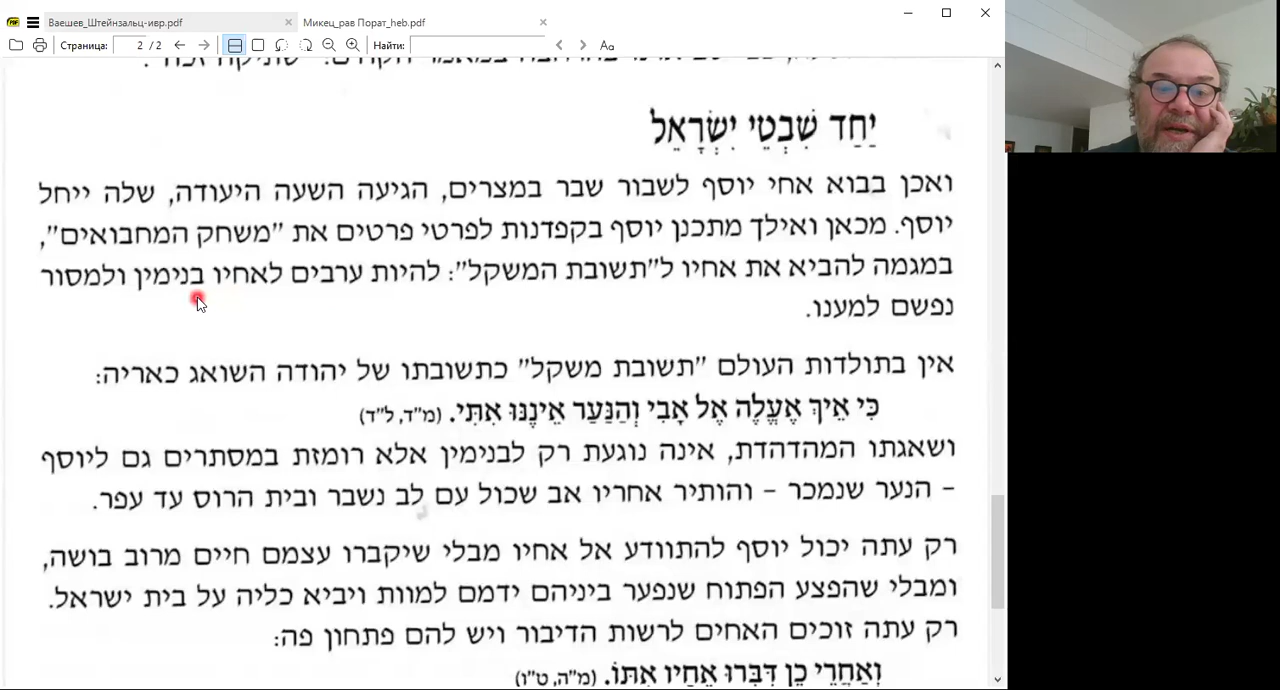 Ваешев_Штейнзальц-ивр.pdf
Микец_рав Порат_heb.pdf
Страница: 2 / 2
Найти:
Aa
יַחַד שִׁבְטֵי יִשְׂרָאֵל
ואכן בבוא אחי יוסף לשבור שבר במצרים, הגיעה השעה היעודה, שלה ייחל
יוסף. מכאן ואילך מתכנן יוסף בקפדנות לפרטי פרטים את "משחק המחבואים",
במגמה להביא את אחיו ל"תשובת המשקל": להיות ערבים לאחיו בנימין ולמסור
נפשם למענו.
אין בתולדות העולם "תשובת משקל" כתשובתו של יהודה השואג כאריה:
כִּי אֵיךְ אֶעֱלֶה אֶל אָבִי וְהַנַּעַר אֵינֶנּוּ אִתִּי. (מ"ד, ל"ד)
ושאגתו המהדהדת, אינה נוגעת רק לבנימין אלא רומזת במסתרים גם ליוסף
– הנער שנמכר – והותיר אחריו אב שכול עם לב נשבר ובית הרוס עד עפר.
רק עתה יכול יוסף להתוודע אל אחיו מבלי שיקברו עצמם חיים מרוב בושה,
ומבלי שהפצע הפתוח שנפער ביניהם ידמם למוות ויביא כליה על בית ישראל.
רק עתה זוכים האחים לרשות הדיבור ויש להם פתחון פה:
וְאַחֲרֵי כֵן דִּבְּרוּ אֶחָיו אִתּוֹ. (מ"ה, ט"ו)